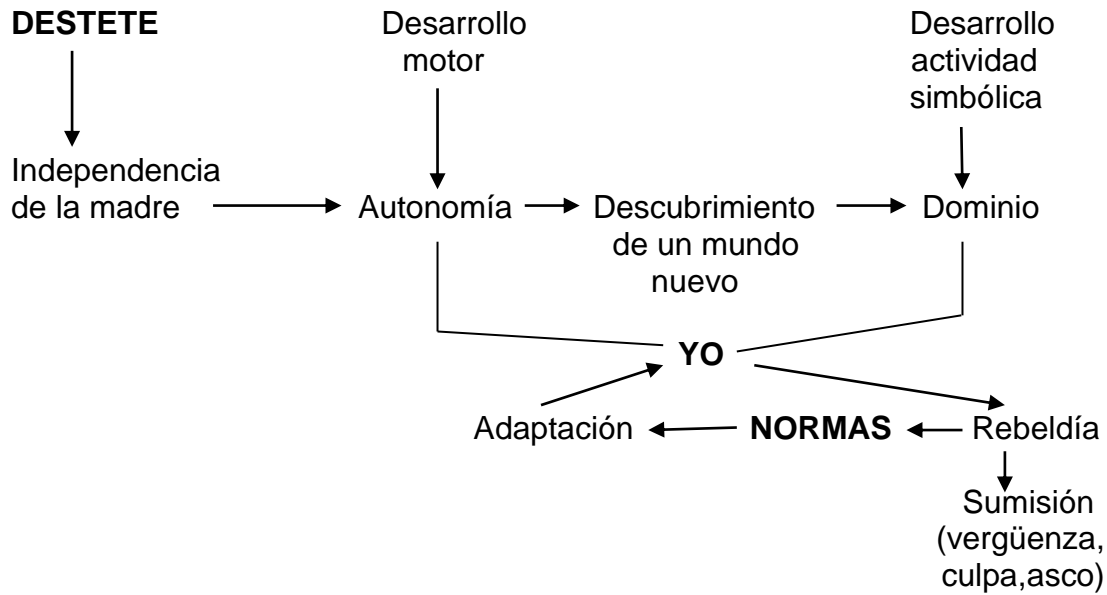 DESTETE
Desarrollo
motor
Desarrollo
actividad
simbólica
Independencia
de la madre
Autonomía
Descubrimiento
de un mundo
nuevo
Dominio
YO
Adaptación
NORMAS
Rebeldía
Sumisión
(vergüenza,
culpa,asco)